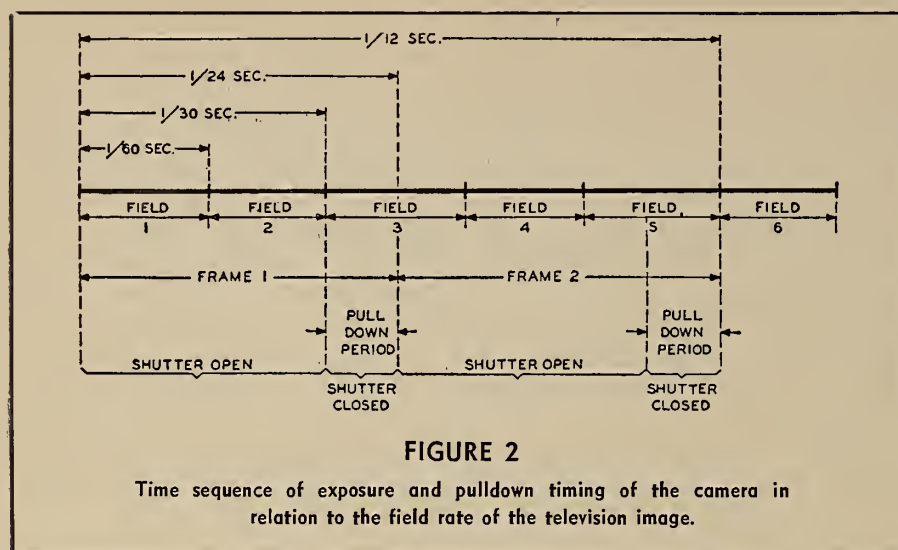 1/12 SEC.
1/24 SEC.
1/30 SEC.
1/60 SEC.
FIELD FIELD FIELD FIELD FIELD FIELD
1 2 3 4 5 6
FRAME 1 FRAME 2
PULL PULL
DOWN DOWN
PERIOD PERIOD
SHUTTER OPEN SHUTTER OPEN
SHUTTER SHUTTER
CLOSED CLOSED
FIGURE 2
Time sequence of exposure and pulldown timing of the camera in
relation to the field rate of the television image.